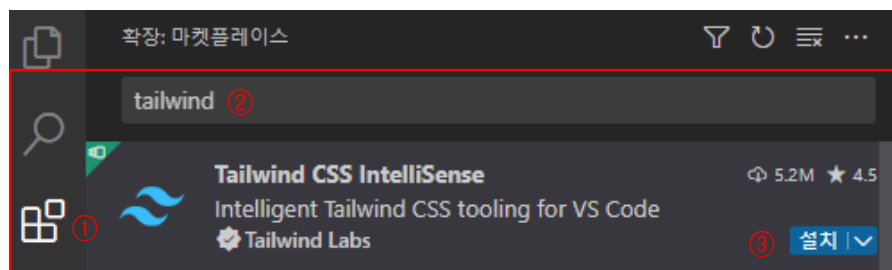 확장: 마켓플레이스
tailwind ②
Tailwind CSS IntelliSense 5.2M ★ 4.5
Intelligent Tailwind CSS tooling for VS Code
① Tailwind Labs ③ 설치